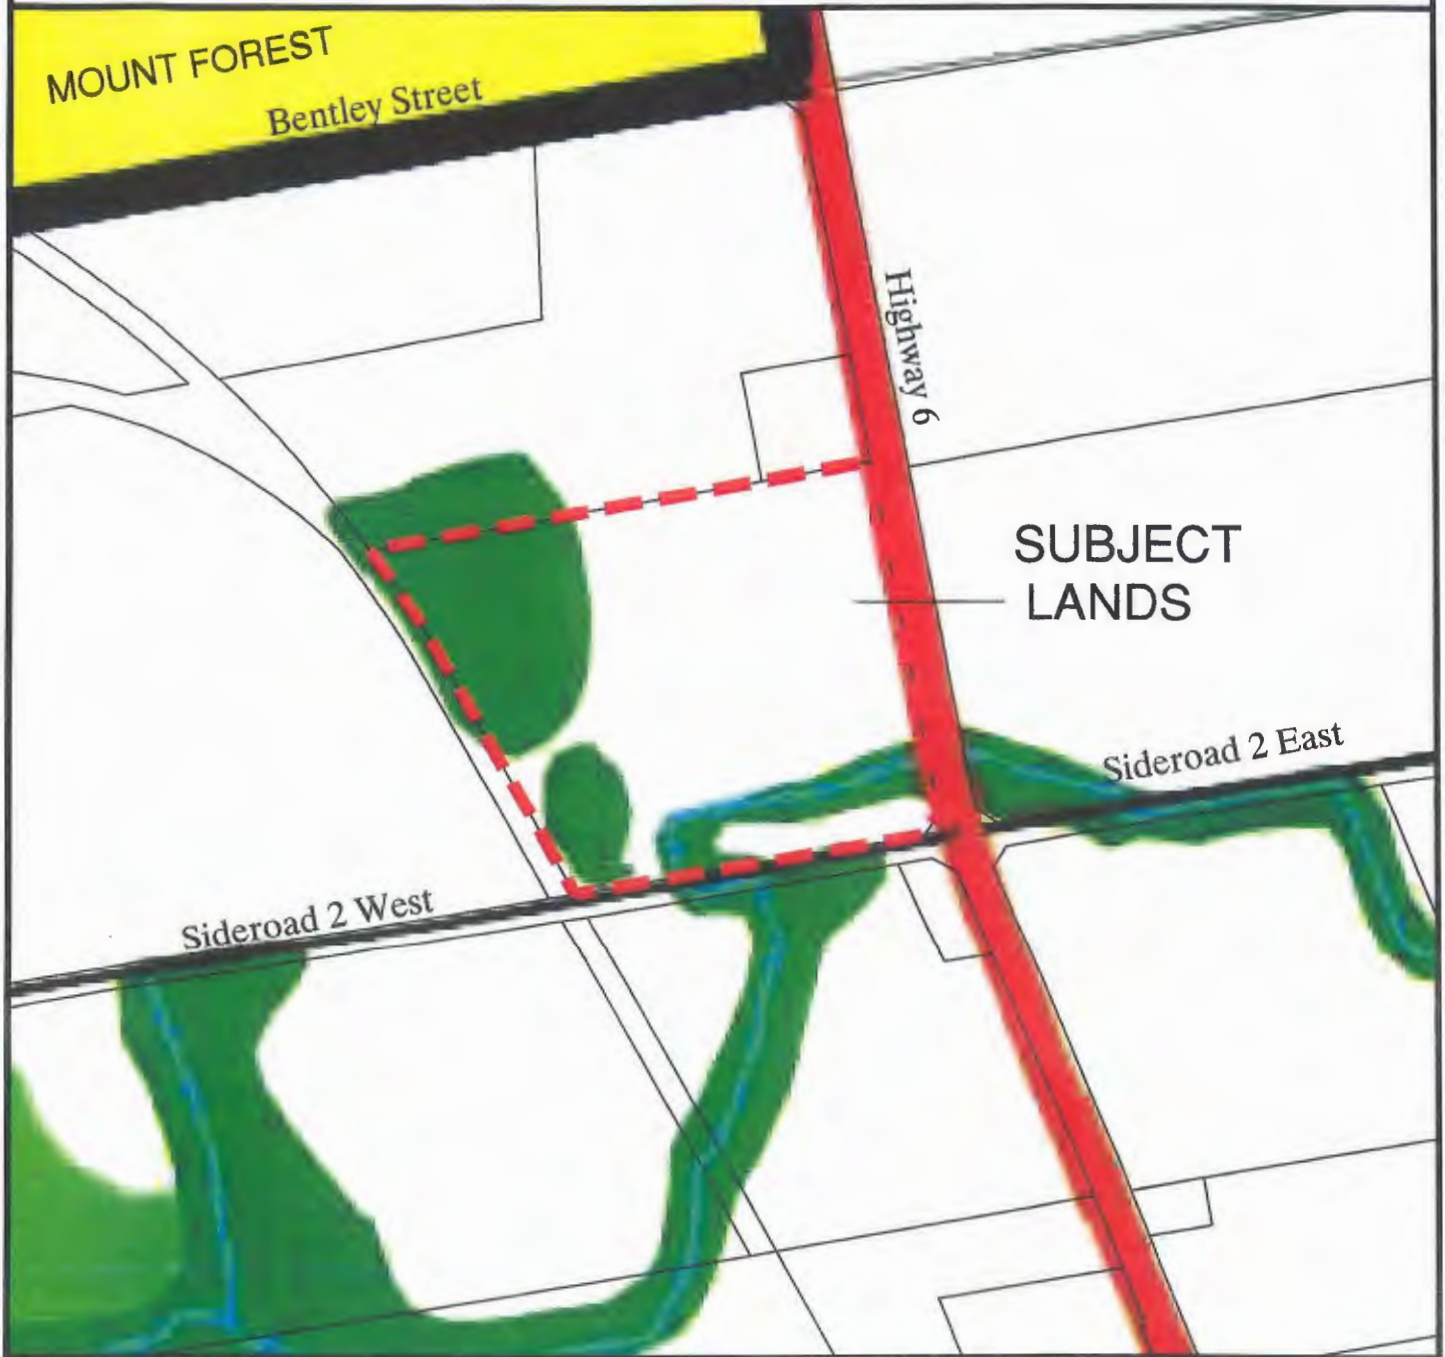 MOUNT FOREST
Bentley Street
Highway 6
SUBJECT
LANDS
Sideroad 2 East
Sideroad 2 West